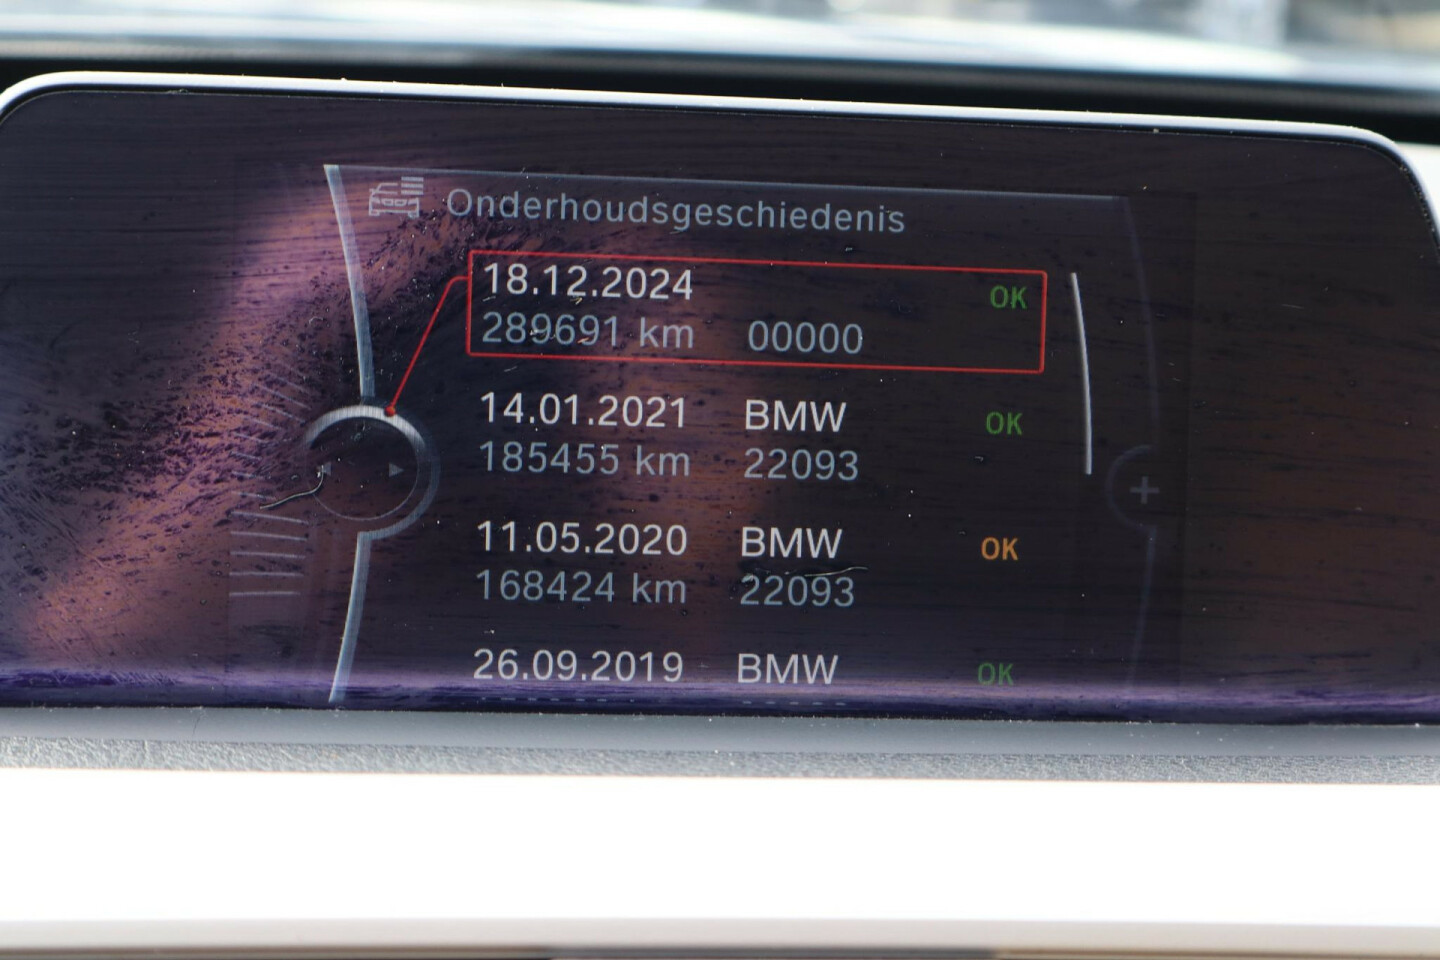 Onderhoudsgeschiedenis
18.12.2024 OK
289691 km 00000
14.01.2021 BMW OK
185455 km 22093
11.05.2020 BMW OK
168424 km 22093
26.09.2019 BMW OK